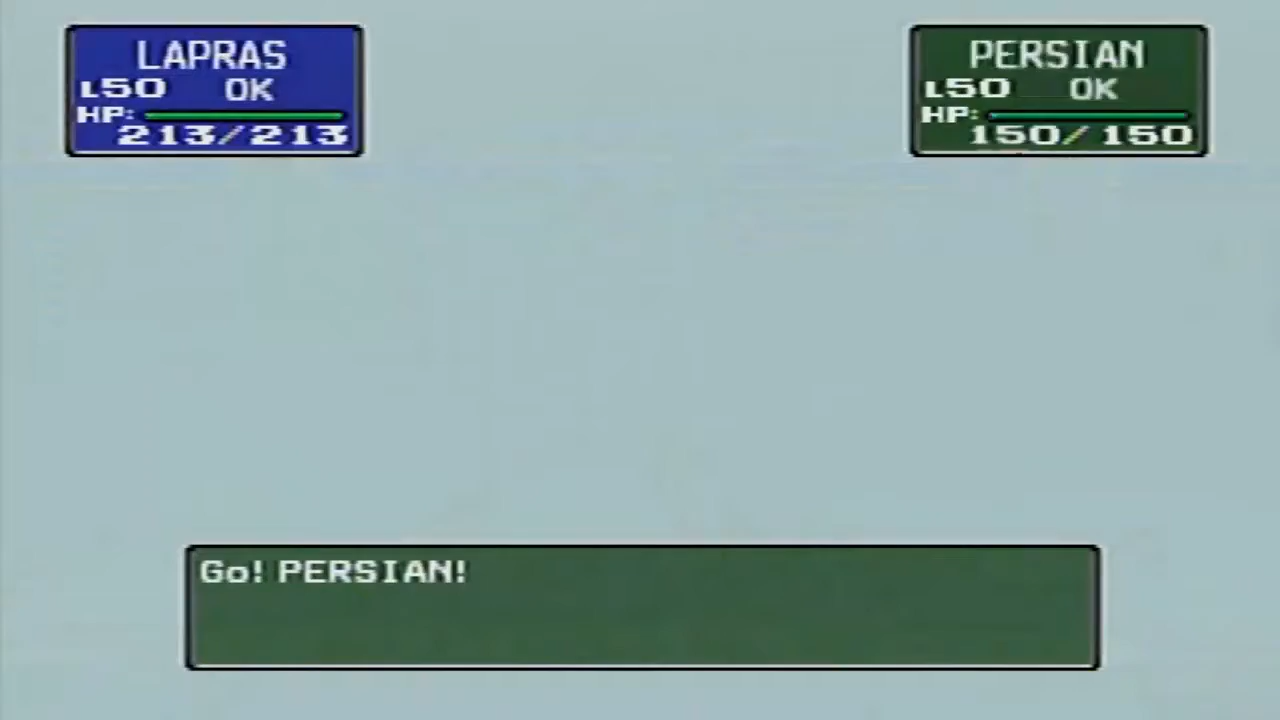 LAPRAS
L50 OK
HP:
213/213
PERSIAN
L50 OK
HP:
150/150
Go! PERSIAN!